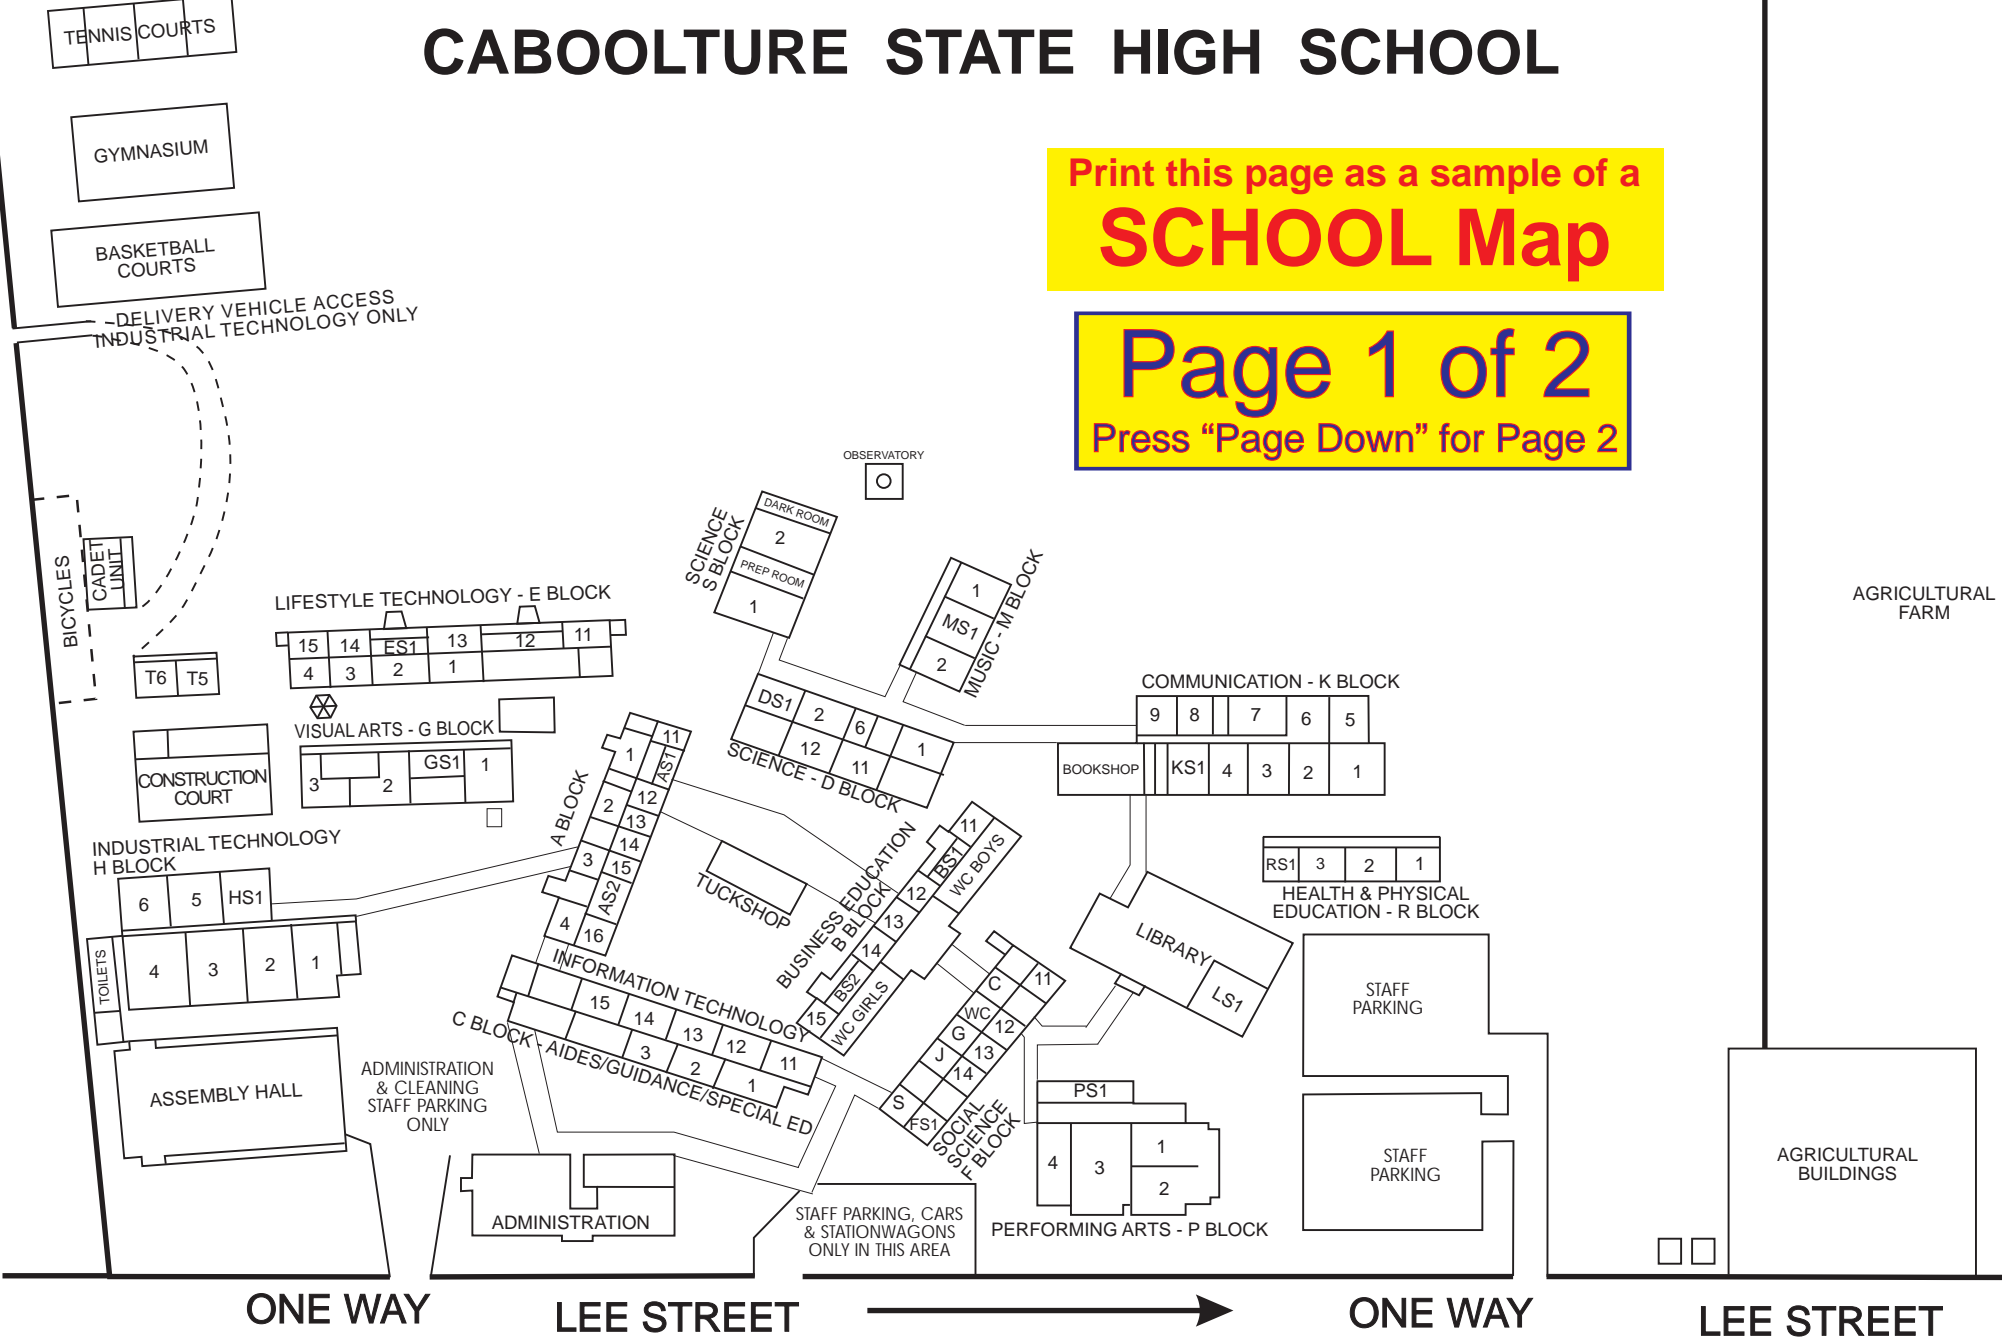 CABOOLTURE STATE HIGH SCHOOL
TENNIS COURTS
GYMNASIUM
BASKETBALL
COURTS
DELIVERY VEHICLE ACCESS
INDUSTRIAL TECHNOLOGY ONLY
Print this page as a sample of a
SCHOOL Map
Page 1 of 2
Press “Page Down” for Page 2
OBSERVATORY
BICYCLES
CADET
UNIT
T6
T5
LIFESTYLE TECHNOLOGY - E BLOCK
15
14
ES1
13
12
11
4
3
2
1
VISUAL ARTS - G BLOCK
3
2
GS1
1
CONSTRUCTION
COURT
INDUSTRIAL TECHNOLOGY
H BLOCK
6
5
HS1
TOILETS
4
3
2
1
ASSEMBLY HALL
SCIENCE
S BLOCK
DARK ROOM
2
PREP ROOM
1
MUSIC - M BLOCK
1
MS1
2
SCIENCE - D BLOCK
DS1
2
6
1
12
11
A BLOCK
11
1
AS1
2
12
13
14
3
15
AS2
4
16
TUCKSHOP
BUSINESS EDUCATION
B BLOCK
11
BS1
WC BOYS
12
13
14
BS2
15
WC GIRLS
COMMUNICATION - K BLOCK
9
8
7
6
5
BOOKSHOP
KS1
4
3
2
1
RS1
3
2
1
HEALTH & PHYSICAL
EDUCATION - R BLOCK
LIBRARY
LS1
INFORMATION TECHNOLOGY
15
14
13
12
11
3
2
1
C BLOCK - AIDES/GUIDANCE/SPECIAL ED
SOCIAL
SCIENCE
F BLOCK
11
C
WC
12
G
13
J
14
S
FS1
PS1
4
3
1
2
PERFORMING ARTS - P BLOCK
ADMINISTRATION
& CLEANING
STAFF PARKING
ONLY
ADMINISTRATION
STAFF PARKING, CARS
& STATIONWAGONS
ONLY IN THIS AREA
STAFF
PARKING
STAFF
PARKING
AGRICULTURAL
FARM
AGRICULTURAL
BUILDINGS
ONE WAY
LEE STREET
ONE WAY
LEE STREET